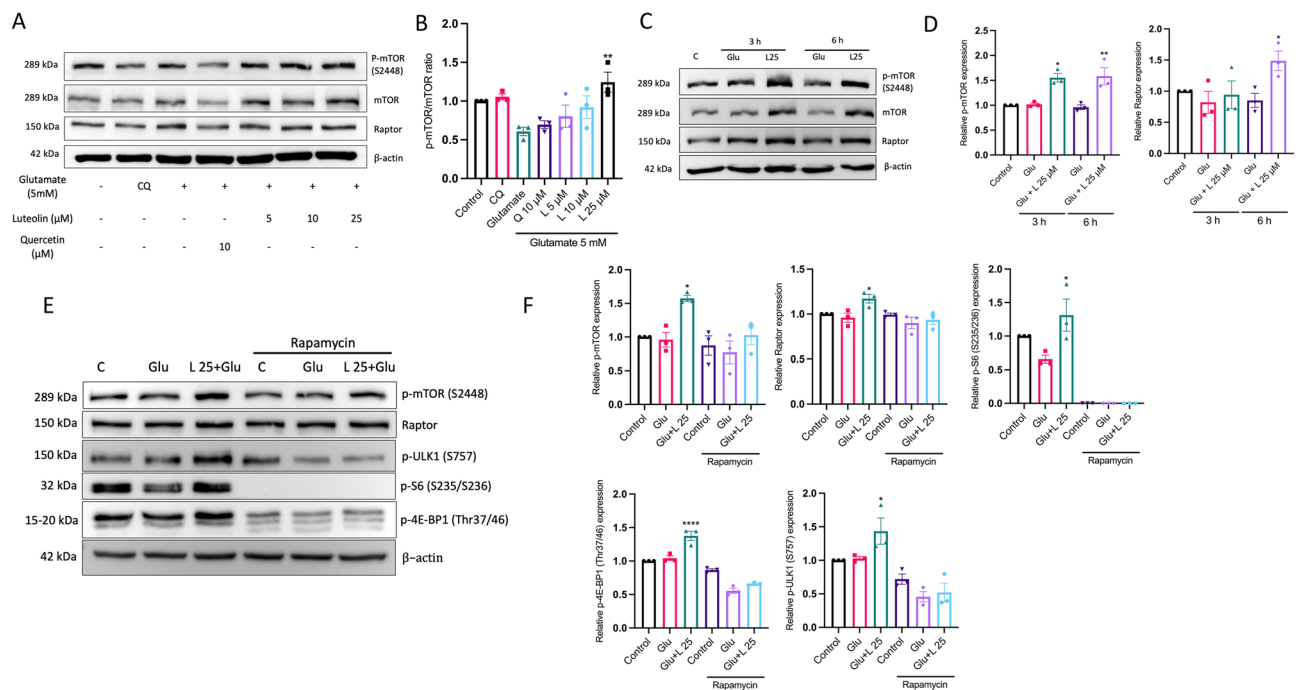 A
289 kDa
P-mTOR
(S2448)
289 kDa
mTOR
150 kDa
Raptor
42 kDa
β-actin
Glutamate
(5mM)
- CQ + + + + +
Luteolin (µM)
- - - - 5 10 25
Quercetin
(µM)
- - - 10 - - -
B
p-mTOR/mTOR ratio
2.0
1.5
1.0
0.5
0.0
**
Control
CQ
Glutamate
Q 10 µM
L 5 µM
L 10 µM
L 25 µM
Glutamate 5 mM
C
3 h
6 h
C Glu L25 Glu L25
289 kDa
p-mTOR
(S2448)
289 kDa
mTOR
150 kDa
Raptor
42 kDa
β-actin
D
Relative p-mTOR expression
2.5
2.0
1.5
1.0
0.5
0.0
*
**
Control
Glu
Glu + L 25 µM
Glu
Glu + L 25 µM
3 h
6 h
Relative Raptor expression
2.0
1.5
1.0
0.5
0.0
*
Control
Glu
Glu + L 25 µM
Glu
Glu + L 25 µM
3 h
6 h
E
Rapamycin
C Glu L 25+Glu C Glu L 25+Glu
289 kDa
p-mTOR (S2448)
150 kDa
Raptor
150 kDa
p-ULK1 (S757)
32 kDa
p-S6 (S235/S236)
15-20 kDa
p-4E-BP1 (Thr37/46)
42 kDa
β-actin
F
Relative p-mTOR expression
2.0
1.5
1.0
0.5
0.0
*
Control
Glu
Glu+L 25
Control
Glu
Glu+L 25
Rapamycin
Relative Raptor expression
1.5
1.0
0.5
0.0
*
Control
Glu
Glu+L 25
Control
Glu
Glu+L 25
Rapamycin
Relative p-S6 (S235/236) expression
2.0
1.5
1.0
0.5
0.0
*
Control
Glu
Glu+L 25
Control
Glu
Glu+L 25
Rapamycin
Relative p-4E-BP1 (Thr37/46) expression
2.0
1.5
1.0
0.5
0.0
****
Control
Glu
Glu+L 25
Control
Glu
Glu+L 25
Rapamycin
Relative p-ULK1 (S757) expression
2.0
1.5
1.0
0.5
0.0
*
Control
Glu
Glu+L 25
Control
Glu
Glu+L 25
Rapamycin